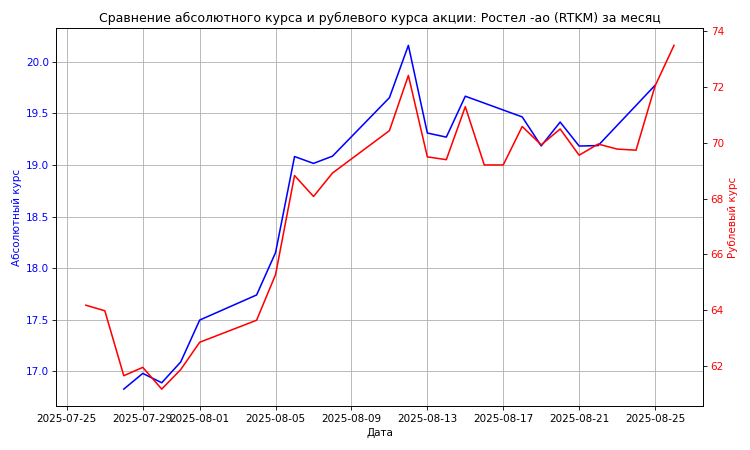 Сравнение абсолютного курса и рублевого курса акции: Ростел -ао (RTKM) за месяц
Абсолютный курс
20.0
19.5
19.0
18.5
18.0
17.5
17.0
74
72
70
68
66
64
62
Рублевый курс
2025-07-25 2025-07-29 2025-08-01 2025-08-05 2025-08-09 2025-08-13 2025-08-17 2025-08-21 2025-08-25
Дата